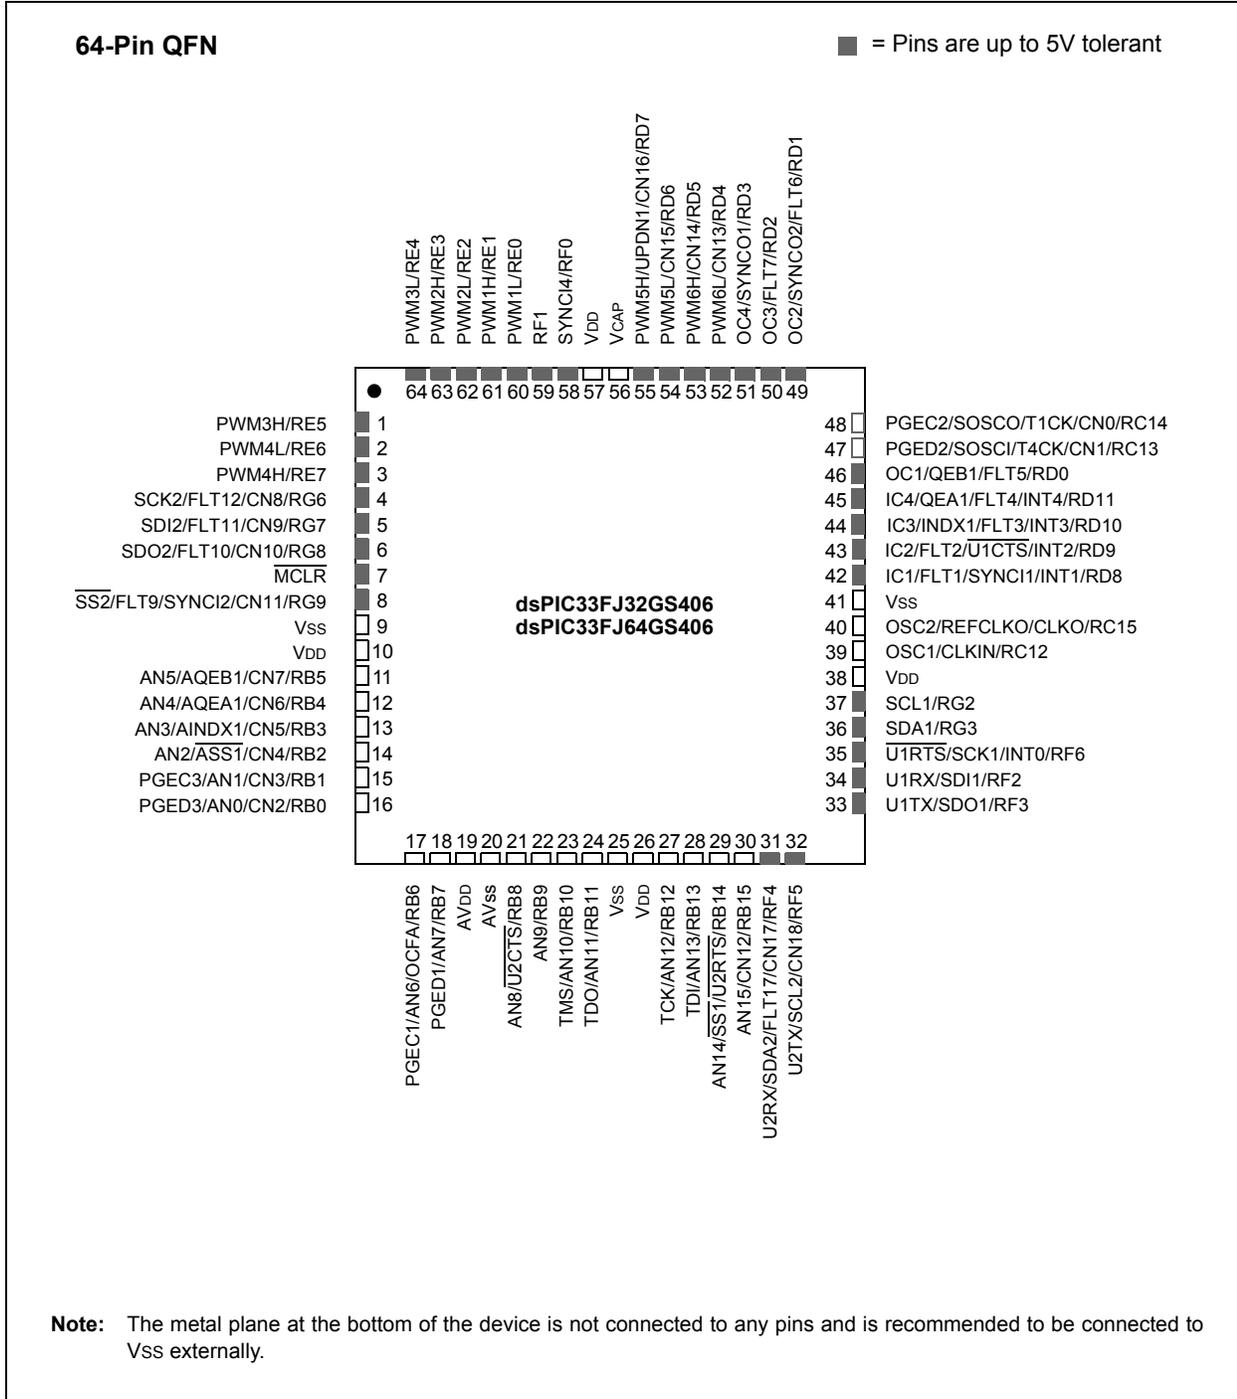 64-Pin QFN
= Pins are up to 5V tolerant
PWM3L/RE4
PWM2H/RE3
PWM2L/RE2
PWM1H/RE1
PWM1L/RE0
RF1
SYNCI4/RF0
VDD
VCAP
PWM5H/UPDN1/CN16/RD7
PWM5L/CN15/RD6
PWM6H/CN14/RD5
PWM6L/CN13/RD4
OC4/SYNCO1/RD3
OC3/FLT7/RD2
OC2/SYNCO2/FLT6/RD1
64 63 62 61 60 59 58 57 56 55 54 53 52 51 50 49
PWM3H/RE5 1
PWM4L/RE6 2
PWM4H/RE7 3
SCK2/FLT12/CN8/RG6 4
SDI2/FLT11/CN9/RG7 5
SDO2/FLT10/CN10/RG8 6
MCLR 7
SS2/FLT9/SYNCI2/CN11/RG9 8
VSS 9
VDD 10
AN5/AQEB1/CN7/RB5 11
AN4/AQEA1/CN6/RB4 12
AN3/AINDX1/CN5/RB3 13
AN2/ASS1/CN4/RB2 14
PGEC3/AN1/CN3/RB1 15
PGED3/AN0/CN2/RB0 16
dsPIC33FJ32GS406
dsPIC33FJ64GS406
48 PGEC2/SOSCO/T1CK/CN0/RC14
47 PGED2/SOSCI/T4CK/CN1/RC13
46 OC1/QEB1/FLT5/RD0
45 IC4/QEA1/FLT4/INT4/RD11
44 IC3/INDX1/FLT3/INT3/RD10
43 IC2/FLT2/U1CTS/INT2/RD9
42 IC1/FLT1/SYNCI1/INT1/RD8
41 VSS
40 OSC2/REFCLKO/CLKO/RC15
39 OSC1/CLKIN/RC12
38 VDD
37 SCL1/RG2
36 SDA1/RG3
35 U1RTS/SCK1/INT0/RF6
34 U1RX/SDI1/RF2
33 U1TX/SDO1/RF3
17 18 19 20 21 22 23 24 25 26 27 28 29 30 31 32
PGEC1/AN6/OCFA/RB6
PGED1/AN7/RB7
AVDD
AVss
AN8/U2CTS/RB8
AN9/RB9
TMS/AN10/RB10
TDO/AN11/RB11
VSS
VDD
TCK/AN12/RB12
TDI/AN13/RB13
AN14/SS1/U2RTS/RB14
AN15/CN12/RB15
U2RX/SDA2/FLT17/CN17/RF4
U2TX/SCL2/CN18/RF5
Note: The metal plane at the bottom of the device is not connected to any pins and is recommended to be connected to
VSS externally.